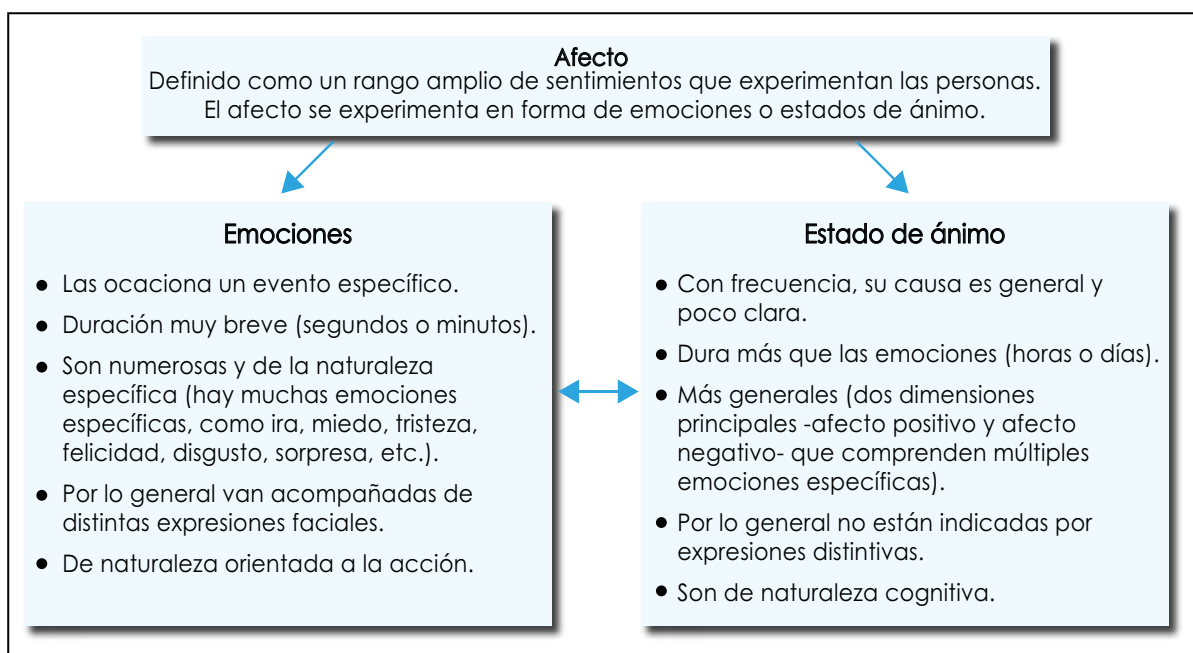 Afecto
Definido como un rango amplio de sentimientos que experimentan las personas.
El afecto se experimenta en forma de emociones o estados de ánimo.
Emociones
● Las ocaciona un evento específico.
● Duración muy breve (segundos o minutos).
● Son numerosas y de la naturaleza
específica (hay muchas emociones
específicas, como ira, miedo, tristeza,
felicidad, disgusto, sorpresa, etc.).
● Por lo general van acompañadas de
distintas expresiones faciales.
● De naturaleza orientada a la acción.
Estado de ánimo
● Con frecuencia, su causa es general y
poco clara.
● Dura más que las emociones (horas o días).
● Más generales (dos dimensiones
principales -afecto positivo y afecto
negativo- que comprenden múltiples
emociones específicas).
● Por lo general no están indicadas por
expresiones distintivas.
● Son de naturaleza cognitiva.